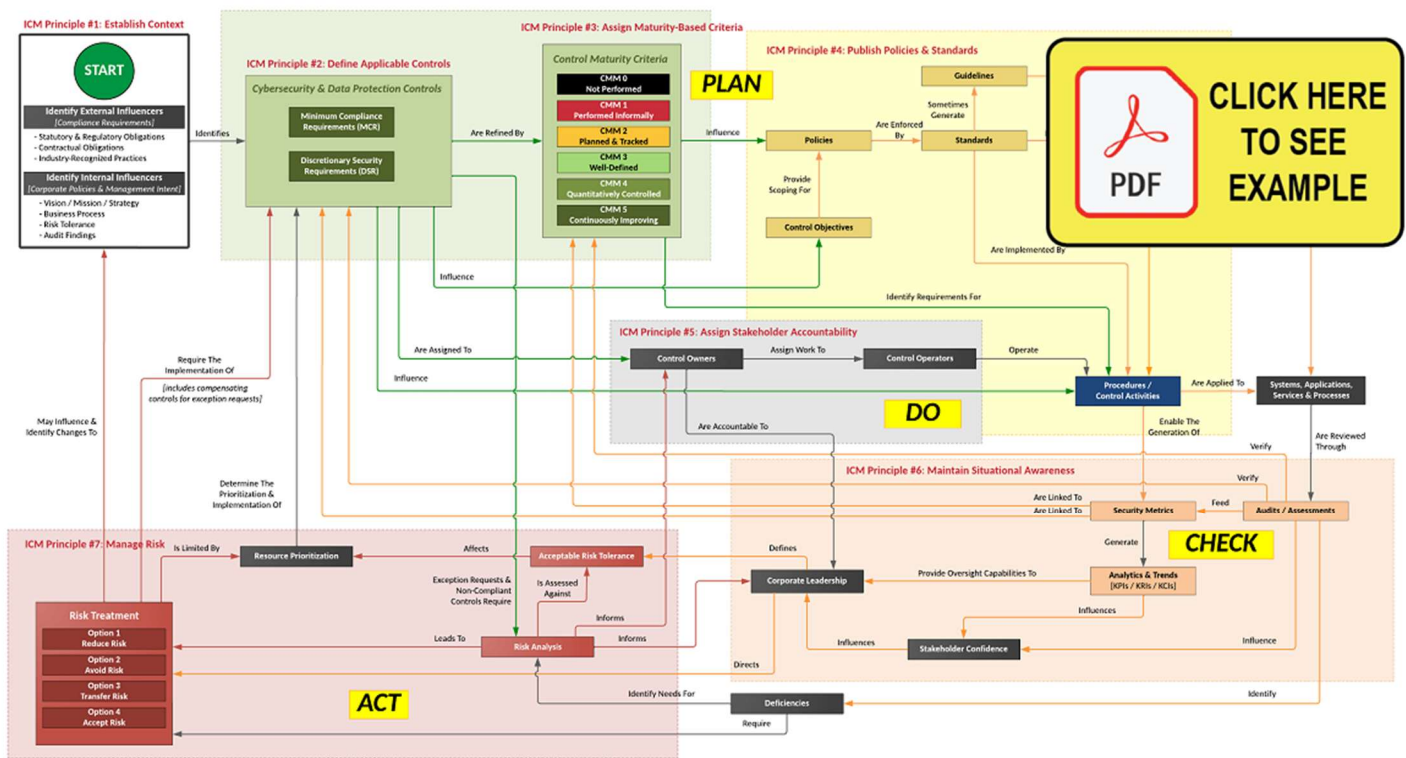 ICM Principle #1: Establish Context
START
Identify External Influencers
[Compliance Requirements]
- Statutory & Regulatory Obligations
- Contractual Obligations
- Industry-Recognized Practices
Identify Internal Influencers
[Corporate Policies & Management Intent]
- Vision / Mission / Strategy
- Business Process
- Risk Tolerance
- Audit Findings
Identifies
ICM Principle #2: Define Applicable Controls
Cybersecurity & Data Protection Controls
Minimum Compliance
Requirements (MCR)
Discretionary Security
Requirements (DSR)
Are Refined By
ICM Principle #3: Assign Maturity-Based Criteria
Control Maturity Criteria
CMM 0
Not Performed
CMM 1
Performed Informally
CMM 2
Planned & Tracked
CMM 3
Well-Defined
CMM 4
Quantitatively Controlled
CMM 5
Continuously Improving
PLAN
Influence
ICM Principle #4: Publish Policies & Standards
Guidelines
Sometimes
Generate
Policies
Are Enforced
By
Standards
Provide
Scoping For
Control Objectives
Are Implemented By
PDF
CLICK HERE
TO SEE
EXAMPLE
Influence
Identify Requirements For
ICM Principle #5: Assign Stakeholder Accountability
Are Assigned To
Control Owners
Assign Work To
Control Operators
Operate
Influence
Procedures /
Control Activities
Are Applied To
Systems, Applications,
Services & Processes
DO
Are Accountable To
Enable The
Generation Of
Are Reviewed
Through
Require The
Implementation Of
[includes compensating
controls for exception requests]
May Influence &
Identify Changes To
Determine The
Prioritization &
Implementation Of
ICM Principle #6: Maintain Situational Awareness
Verify
Verify
Are Linked To
Are Linked To
Security Metrics
Feed
Audits / Assessments
Generate
CHECK
Defines
Corporate Leadership
Provide Oversight Capabilities To
Analytics & Trends
[KPIs / KRIs / KCIs]
Influences
Influences
Stakeholder Confidence
Influence
Directs
ICM Principle #7: Manage Risk
Is Limited By
Resource Prioritization
Affects
Acceptable Risk Tolerance
Exception Requests &
Non-Compliant
Controls Require
Is Assessed
Against
Informs
Informs
Risk Treatment
Option 1
Reduce Risk
Option 2
Avoid Risk
Option 3
Transfer Risk
Option 4
Accept Risk
Leads To
Risk Analysis
ACT
Identify Needs For
Deficiencies
Identify
Require